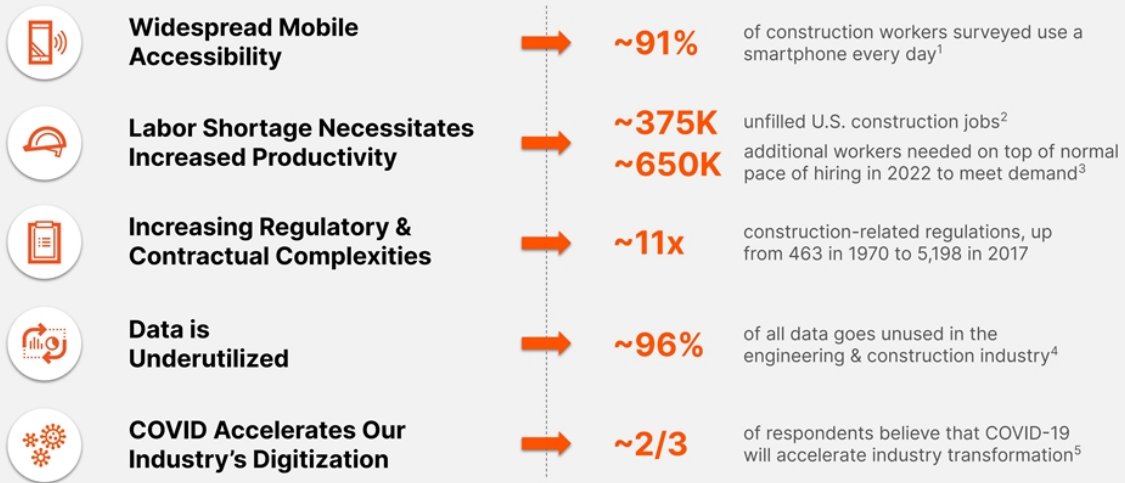 Widespread Mobile
Accessibility
~91%
of construction workers surveyed use a
smartphone every day¹
Labor Shortage Necessitates
Increased Productivity
~375K
unfilled U.S. construction jobs²
~650K
additional workers needed on top of normal
pace of hiring in 2022 to meet demand³
Increasing Regulatory &
Contractual Complexities
~11x
construction-related regulations, up
from 463 in 1970 to 5,198 in 2017
Data is
Underutilized
~96%
of all data goes unused in the
engineering & construction industry⁴
COVID Accelerates Our
Industry’s Digitization
~2/3
of respondents believe that COVID-19
will accelerate industry transformation⁵